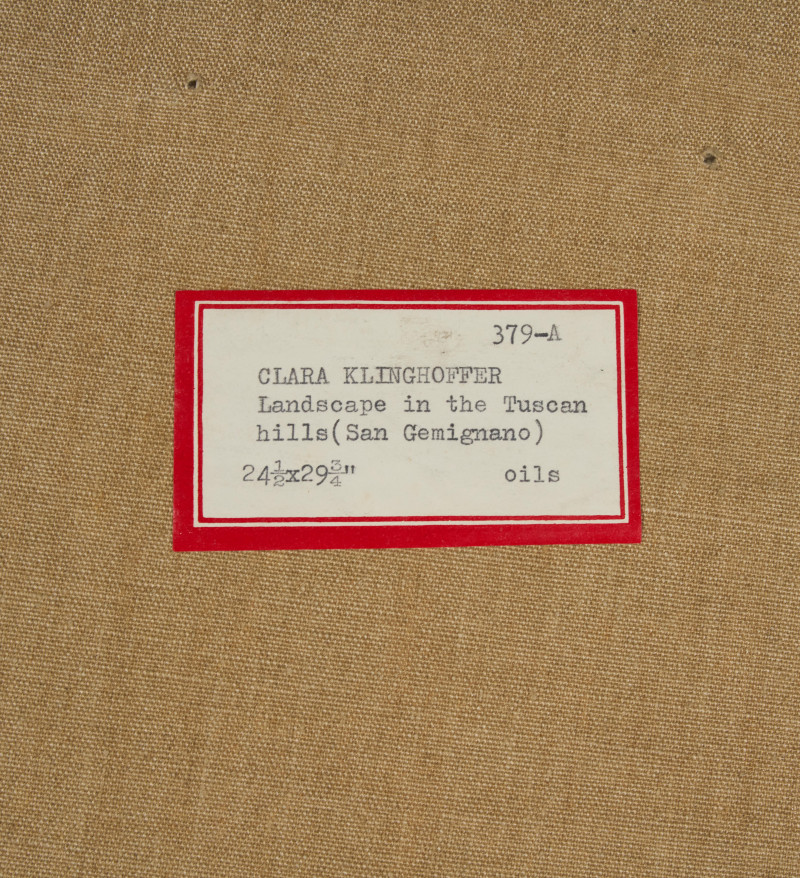 379-A
CLARA KLINGHOFFER
Landscape in the Tuscan
hills(San Gemignano)
24½x29¾" oils